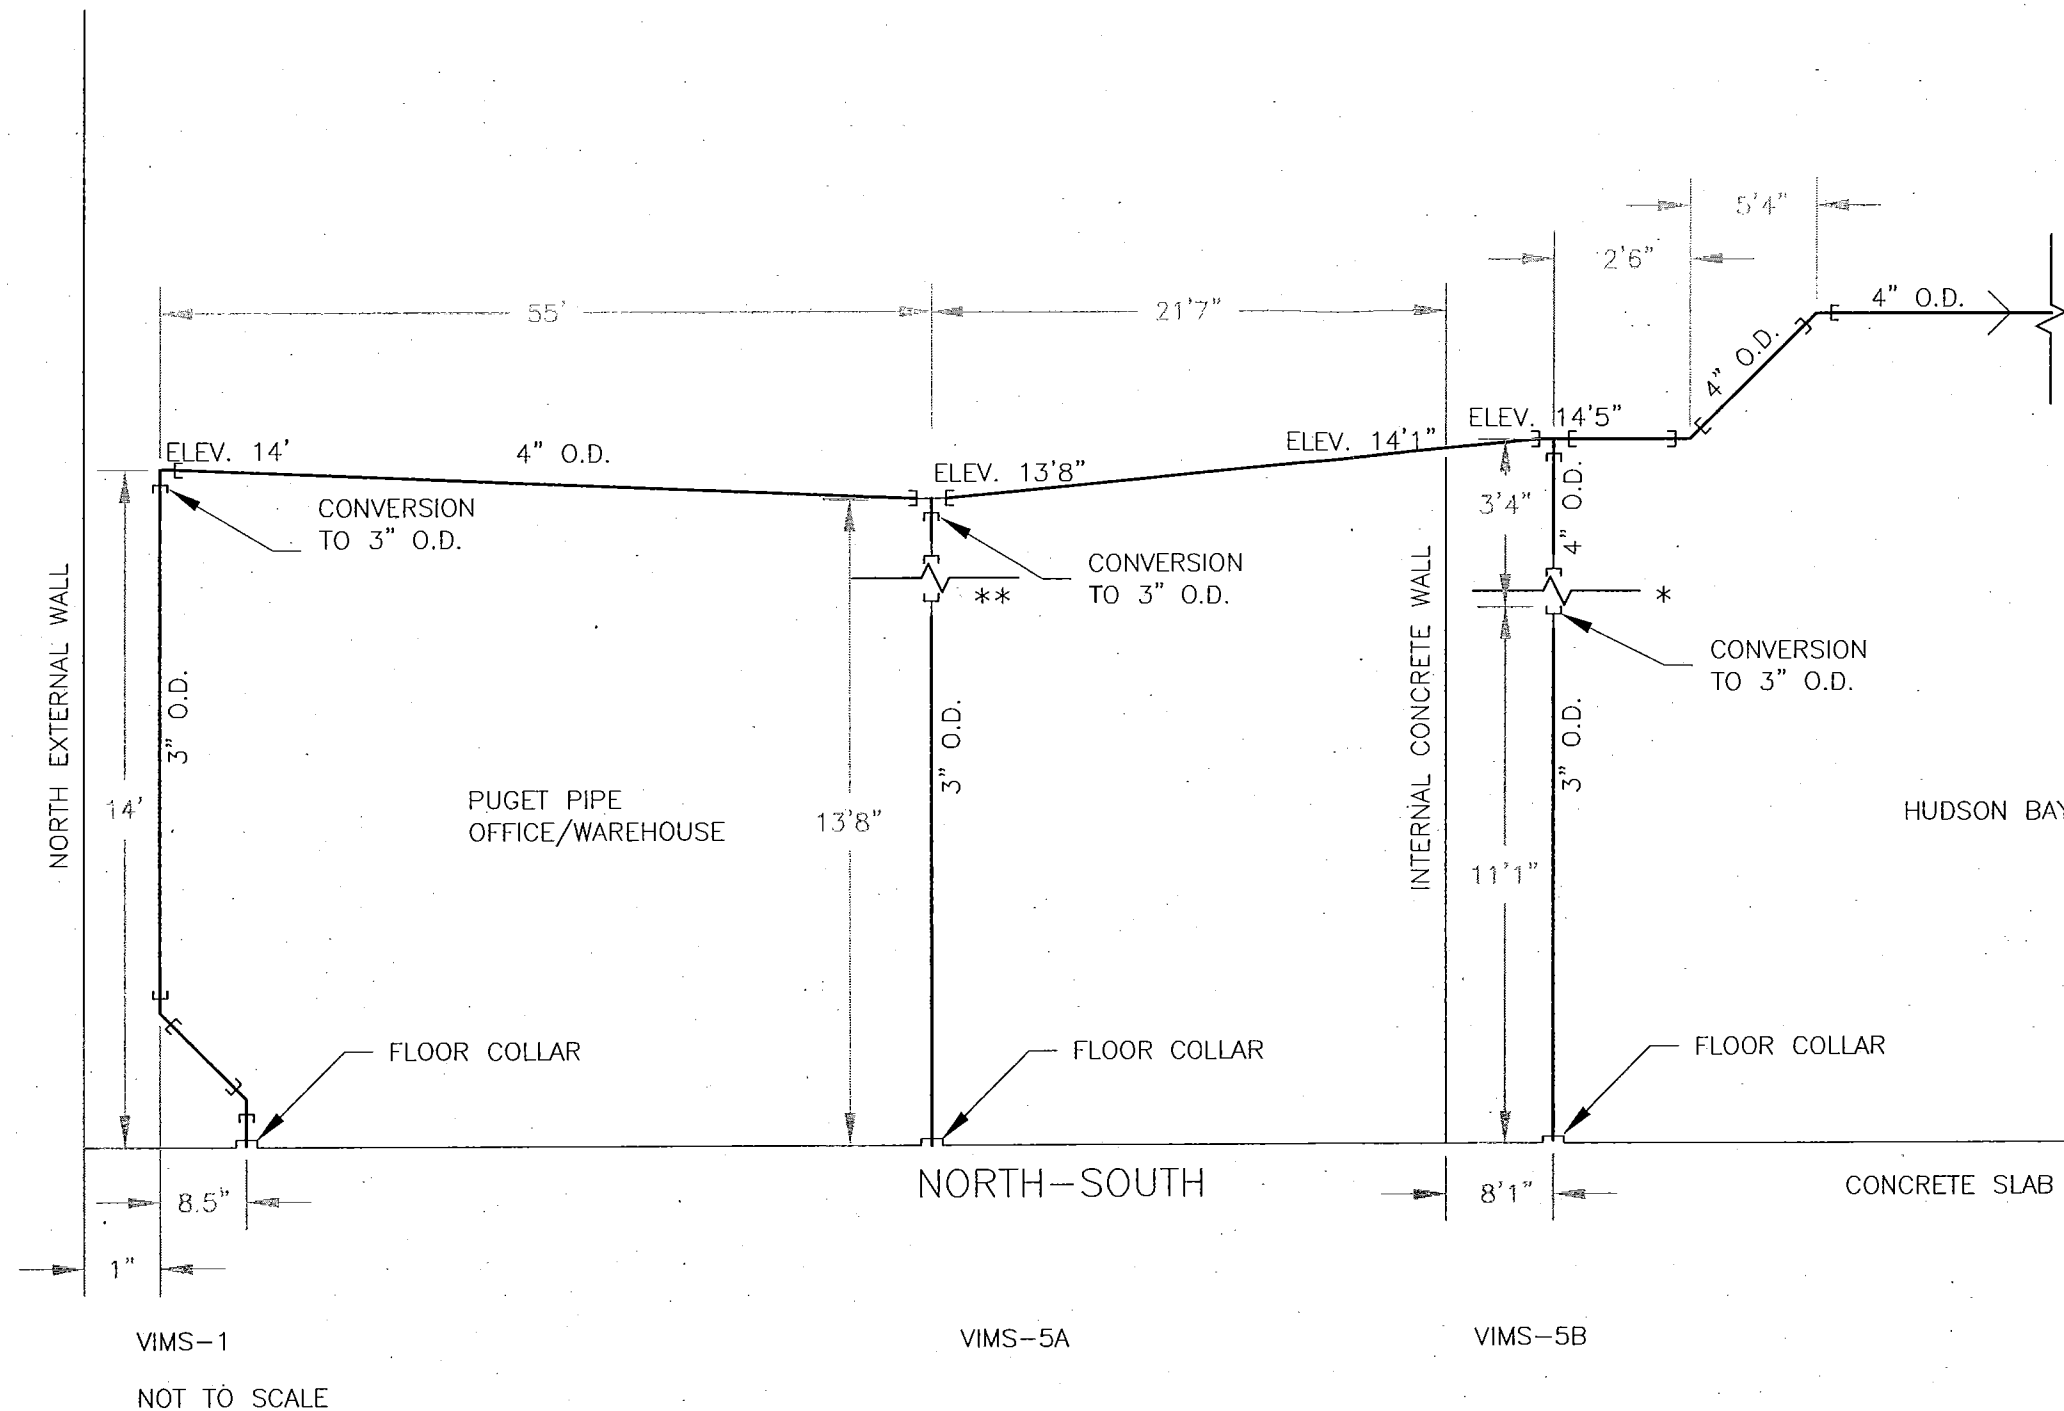 5'4"
2'6"
55'
21'7"
4" O.D.
4" O.D.
ELEV. 14'
4" O.D.
ELEV. 13'8"
ELEV. 14'1"
ELEV. 14'5"
CONVERSION
TO 3" O.D.
CONVERSION
TO 3" O.D.
**
3'4"
4" O.D.
*
CONVERSION
TO 3" O.D.
NORTH EXTERNAL WALL
3" O.D.
14'
PUGET PIPE
OFFICE/WAREHOUSE
13'8"
3" O.D.
INTERNAL CONCRETE WALL
11'1"
3" O.D.
HUDSON BAY
FLOOR COLLAR
FLOOR COLLAR
FLOOR COLLAR
NORTH-SOUTH
8.5"
8'1"
CONCRETE SLAB
1"
VIMS-1
VIMS-5A
VIMS-5B
NOT TO SCALE